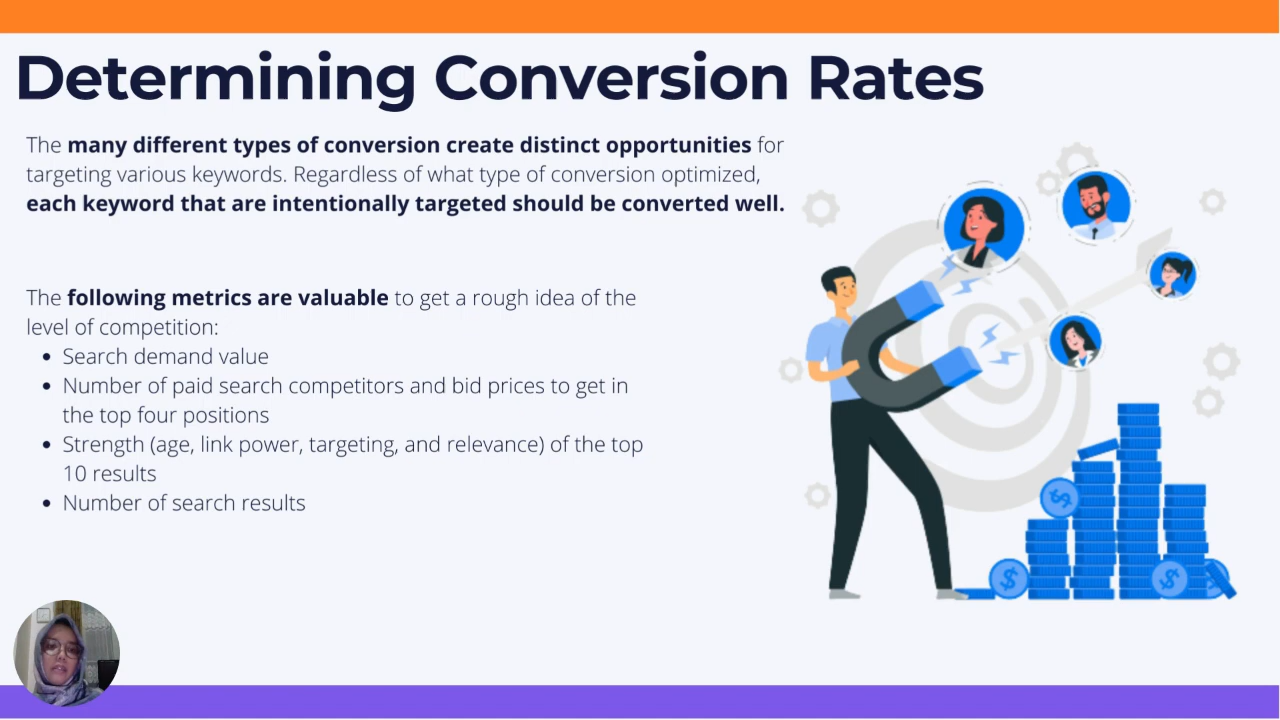 Determining Conversion Rates
The many different types of conversion create distinct opportunities for
targeting various keywords. Regardless of what type of conversion optimized,
each keyword that are intentionally targeted should be converted well.
The following metrics are valuable to get a rough idea of the
level of competition:
• Search demand value
• Number of paid search competitors and bid prices to get in
the top four positions
• Strength (age, link power, targeting, and relevance) of the top
10 results
• Number of search results
$
$
$